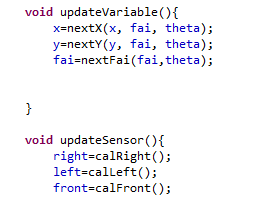 void updateVariable(){
    x=nextX(x, fai, theta);
    y=nextY(y, fai, theta);
    fai=nextFai(fai,theta);
}
void updateSensor(){
    right=calRight();
    left=calLeft();
    front=calFront();